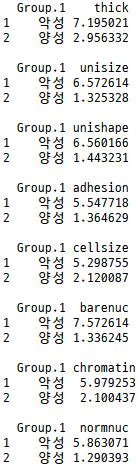 Group.1 thick
1 악성 7.195021
2 양성 2.956332
Group.1 unisize
1 악성 6.572614
2 양성 1.325328
Group.1 unishape
1 악성 6.560166
2 양성 1.443231
Group.1 adhesion
1 악성 5.547718
2 양성 1.364629
Group.1 cellsize
1 악성 5.298755
2 양성 2.120087
Group.1 barenuc
1 악성 7.572614
2 양성 1.336245
Group.1 chromatin
1 악성 5.979253
2 양성 2.100437
Group.1 normnuc
1 악성 5.863071
2 양성 1.290393